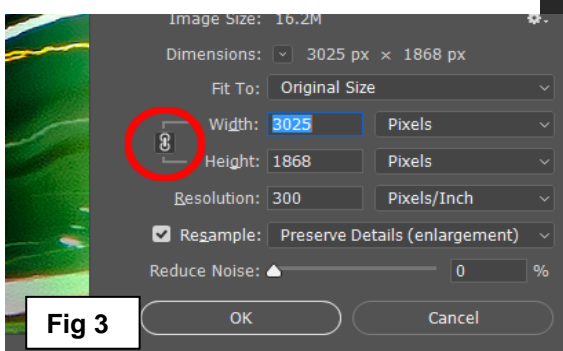 Image Size: 16.2M
Dimensions: 3025 px × 1868 px
Fit To: Original Size
Width: 3025 Pixels
Height: 1868 Pixels
Resolution: 300 Pixels/Inch
Resample: Preserve Details (enlargement)
Reduce Noise: 0 %
Fig 3 OK Cancel